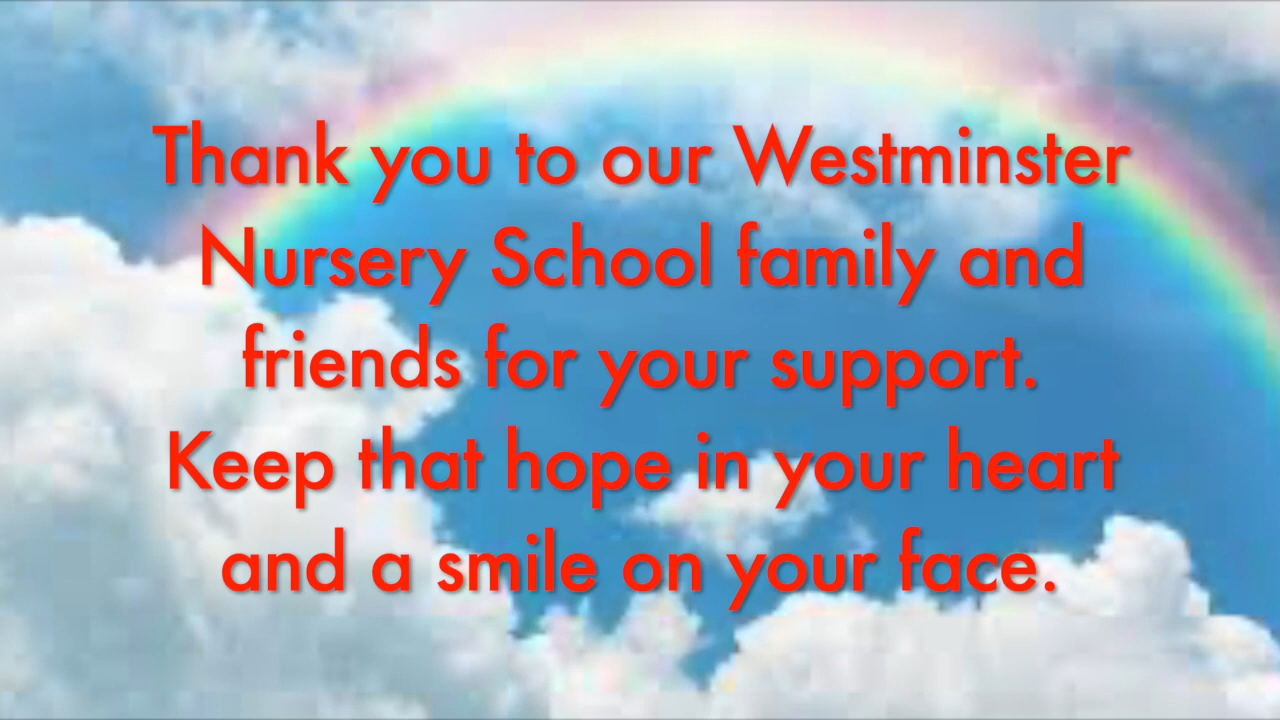 Thank you to our Westminster
Nursery School family and
friends for your support.
Keep that hope in your heart
and a smile on your face.